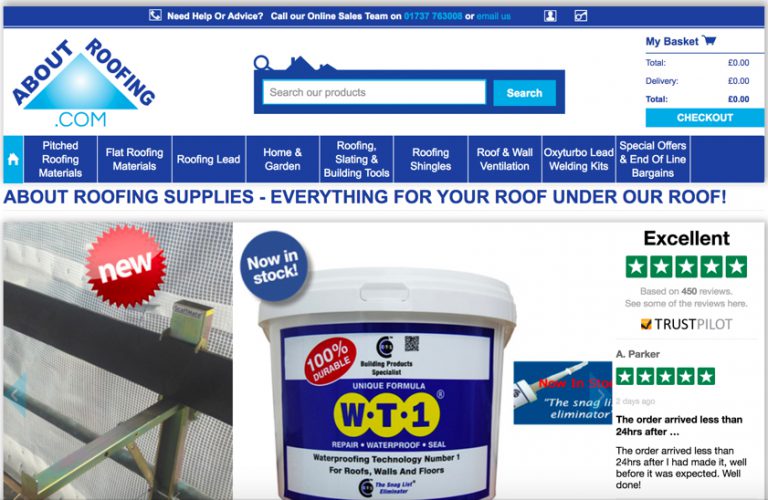 Need Help Or Advice? Call our Online Sales Team on 01737 763008 or email us
ABOUT ROOFING
.COM
Search our products
Search
My Basket
Total: £0.00
Delivery: £0.00
Total: £0.00
CHECKOUT
Pitched Roofing Materials
Flat Roofing Materials
Roofing Lead
Home & Garden
Roofing, Slating & Building Tools
Roofing Shingles
Roof & Wall Ventilation
Oxyturbo Lead Welding Kits
Special Offers & End Of Line Bargains
ABOUT ROOFING SUPPLIES - EVERYTHING FOR YOUR ROOF UNDER OUR ROOF!
new
Now in stock!
100% DURABLE
Building Products
Specialist
UNIQUE FORMULA
W·T·1®
REPAIR • WATERPROOF • SEAL
Waterproofing Technology Number 1
For Roofs, Walls And Floors
The Snag List
Eliminator
Now In Sto
"The snag li
eliminator"
Excellent
Based on 450 reviews.
See some of the reviews here.
TRUSTPILOT
A. Parker
2 days ago
The order arrived less than
24hrs after ...
The order arrived less than
24hrs after I had made it, well
before it was expected. Well
done!